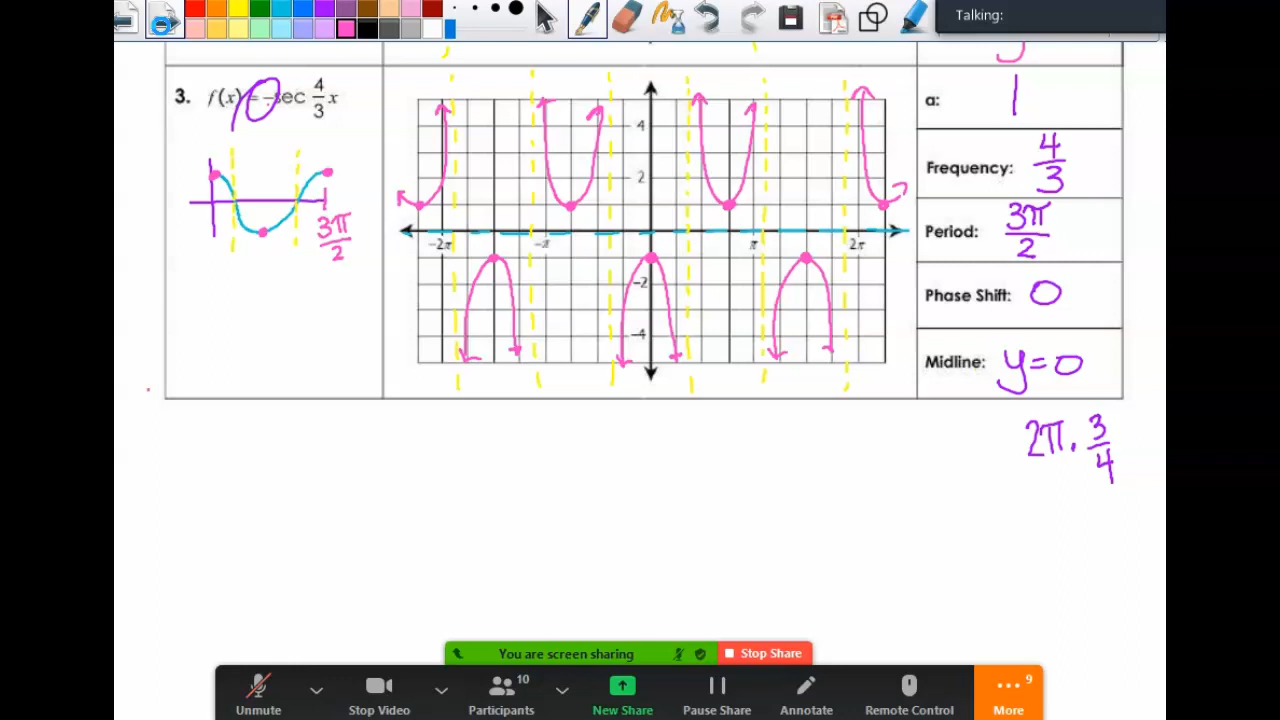 Talking:
3. f(x) = -sec 4/3 x
3π/2
4
2
-2π
-π
π
2π
-2
-4
a: 1
Frequency: 4/3
Period: 3π/2
Phase Shift: 0
Midline: y=0
2π · 3/4
You are screen sharing
Stop Share
10
9
Unmute
Stop Video
Participants
New Share
Pause Share
Annotate
Remote Control
More